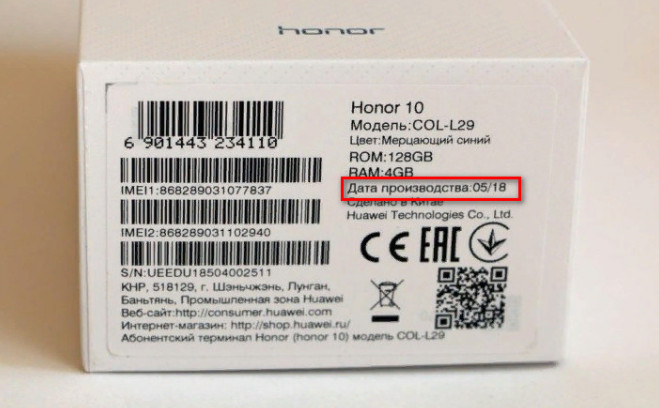 honor
Honor 10
Модель:COL-L29
Цвет:Мерцающий синий
ROM:128GB
RAM:4GB
Дата производства:05/18
Сделано в Китае
Huawei Technologies Co., Ltd.
CE EAC
6 901443 234110
IMEI1:868289031077837
IMEI2:868289031102940
S/N:UEEDU18504002511
КНР, 518129, г. Шэньчжэнь, Лунган,
Баньтянь, Промышленная зона Huawei
Веб-сайт:http://consumer.huawei.com
Интернет-магазин: http://shop.huawei.ru/
Абонентский терминал Honor (honor 10) модель COL-L29